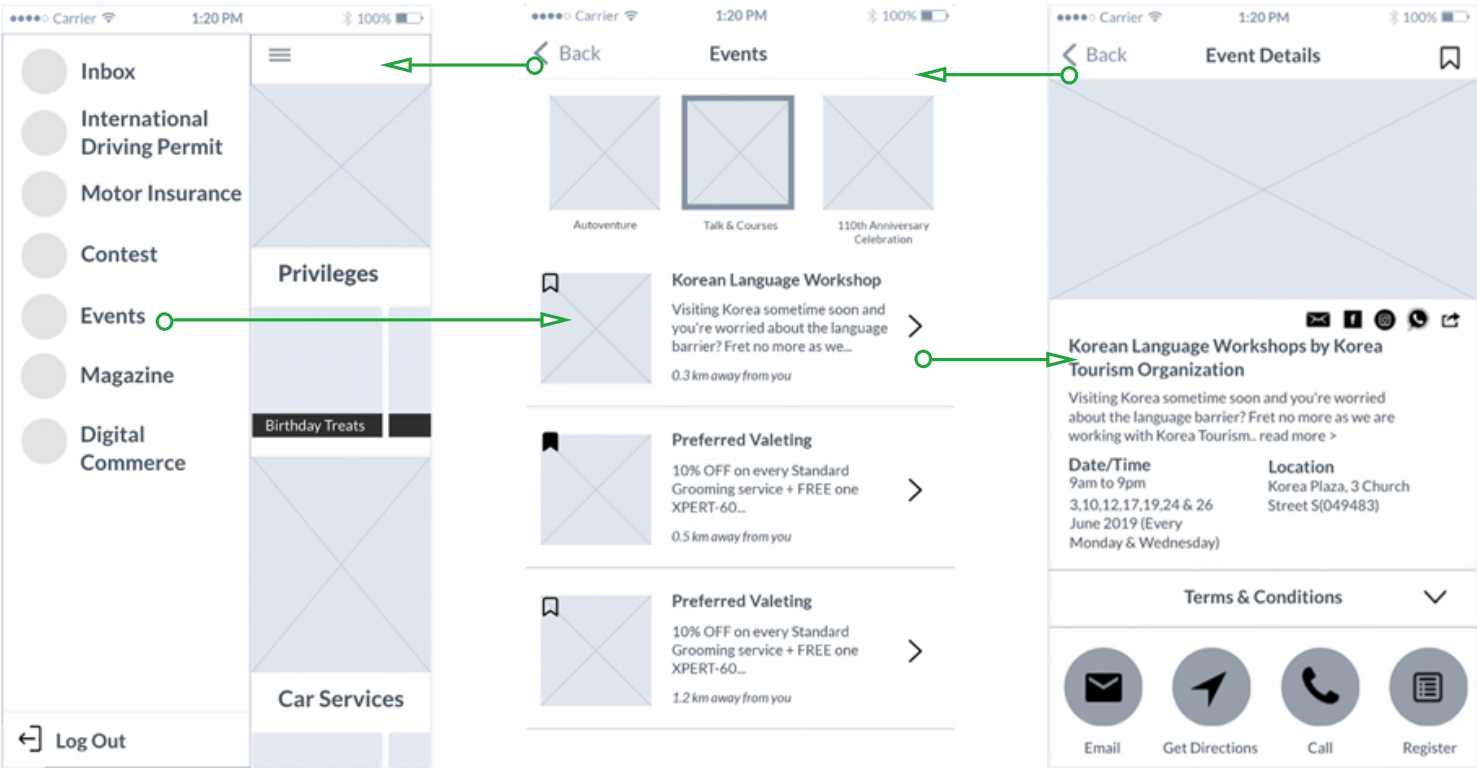 Carrier 1:20 PM 100%
Inbox
International
Driving Permit
Motor Insurance
Contest
Events
Magazine
Digital
Commerce
Log Out
Privileges
Birthday Treats
Car Services
Carrier 1:20 PM 100%
Back Events
Autoventure Talk & Courses 110th Anniversary
Celebration
Korean Language Workshop
Visiting Korea sometime soon and
you're worried about the language
barrier? Fret no more as we...
0.3 km away from you
Preferred Valeting
10% OFF on every Standard
Grooming service + FREE one
XPERT-60...
0.5 km away from you
Preferred Valeting
10% OFF on every Standard
Grooming service + FREE one
XPERT-60...
1.2 km away from you
Carrier 1:20 PM 100%
Back Event Details
Korean Language Workshops by Korea
Tourism Organization
Visiting Korea sometime soon and you're worried
about the language barrier? Fret no more as we are
working with Korea Tourism.. read more >
Date/Time
9am to 9pm
3,10,12,17,19,24 & 26
June 2019 (Every
Monday & Wednesday)
Location
Korea Plaza, 3 Church
Street S(049483)
Terms & Conditions
Email Get Directions Call Register